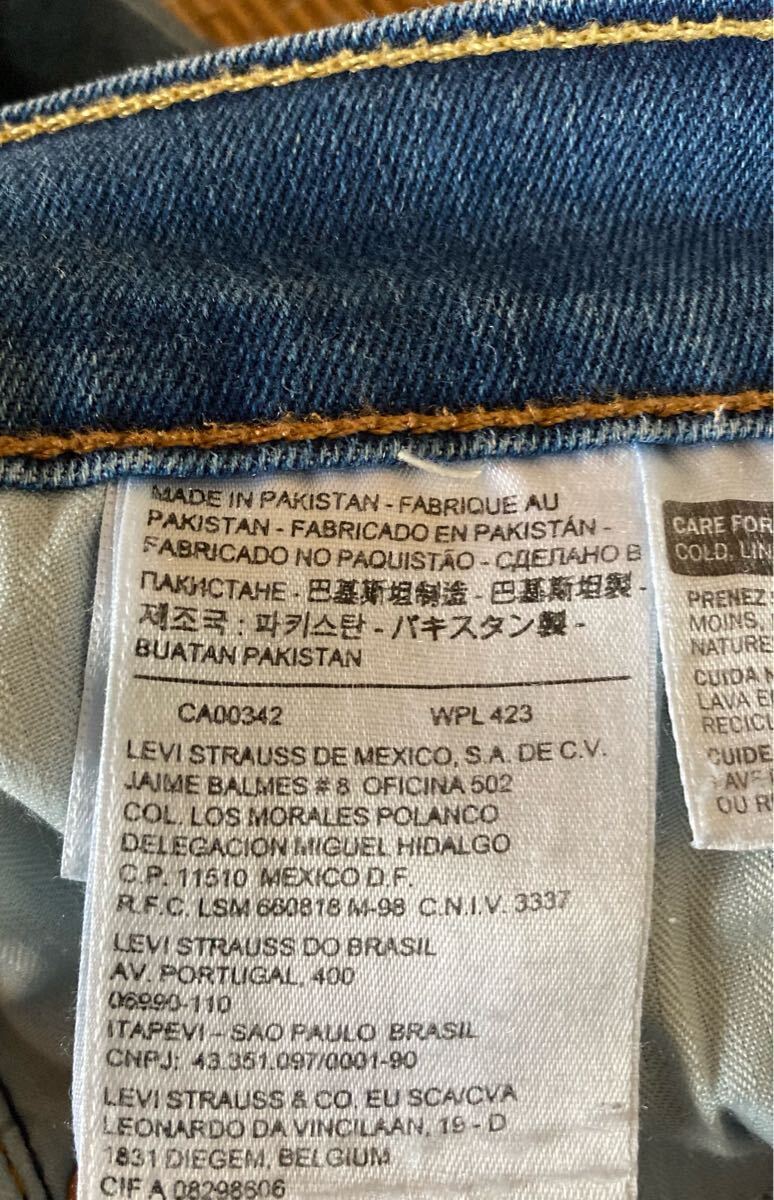 MADE IN PAKISTAN - FABRIQUE AU
PAKISTAN - FABRICADO EN PAKISTÁN -
FABRICADO NO PAQUISTÃO - СДЕЛАНО В
ПАКИСТАНЕ - 巴基斯坦制造 - 巴基斯坦製 -
제조국 : 파키스탄 - パキスタン製 -
BUATAN PAKISTAN
CA00342 WPL 423
LEVI STRAUSS DE MEXICO, S.A. DE C.V.
JAIME BALMES # 8 OFICINA 502
COL. LOS MORALES POLANCO
DELEGACION MIGUEL HIDALGO
C.P. 11510 MEXICO D.F.
R.F.C. LSM 660818 M-98 C.N.I.V. 3337
LEVI STRAUSS DO BRASIL
AV. PORTUGAL, 400
06990-110
ITAPEVI – SAO PAULO BRASIL
CNPJ: 43.351.097/0001-90
LEVI STRAUSS & CO. EU SCA/CVA
LEONARDO DA VINCILAAN, 19 - D
1831 DIEGEM, BELGIUM
CIF A 08298606
CARE FOR
COLD. LIN
PRENEZ
MOINS,
NATURE
CUIDA
LAVA E
RECICL
CUIDE
OU R